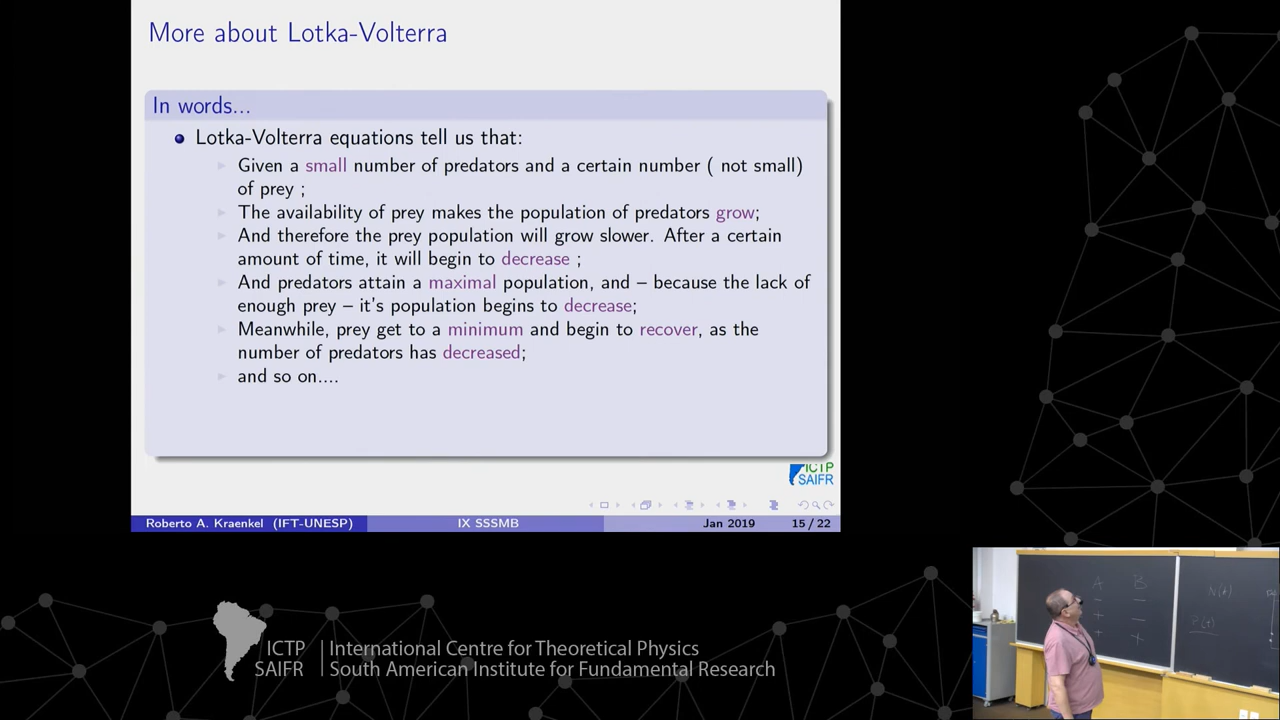 More about Lotka-Volterra
In words...
Lotka-Volterra equations tell us that:
Given a small number of predators and a certain number ( not small)
of prey ;
The availability of prey makes the population of predators grow;
And therefore the prey population will grow slower. After a certain
amount of time, it will begin to decrease ;
And predators attain a maximal population, and – because the lack of
enough prey – it's population begins to decrease;
Meanwhile, prey get to a minimum and begin to recover, as the
number of predators has decreased;
and so on....
ICTP
SAIFR
Roberto A. Kraenkel (IFT-UNESP) IX SSSMB Jan 2019 15 / 22
A B
N(t)
— —
+ —
+ +
ICTP International Centre for Theoretical Physics
SAIFR South American Institute for Fundamental Research